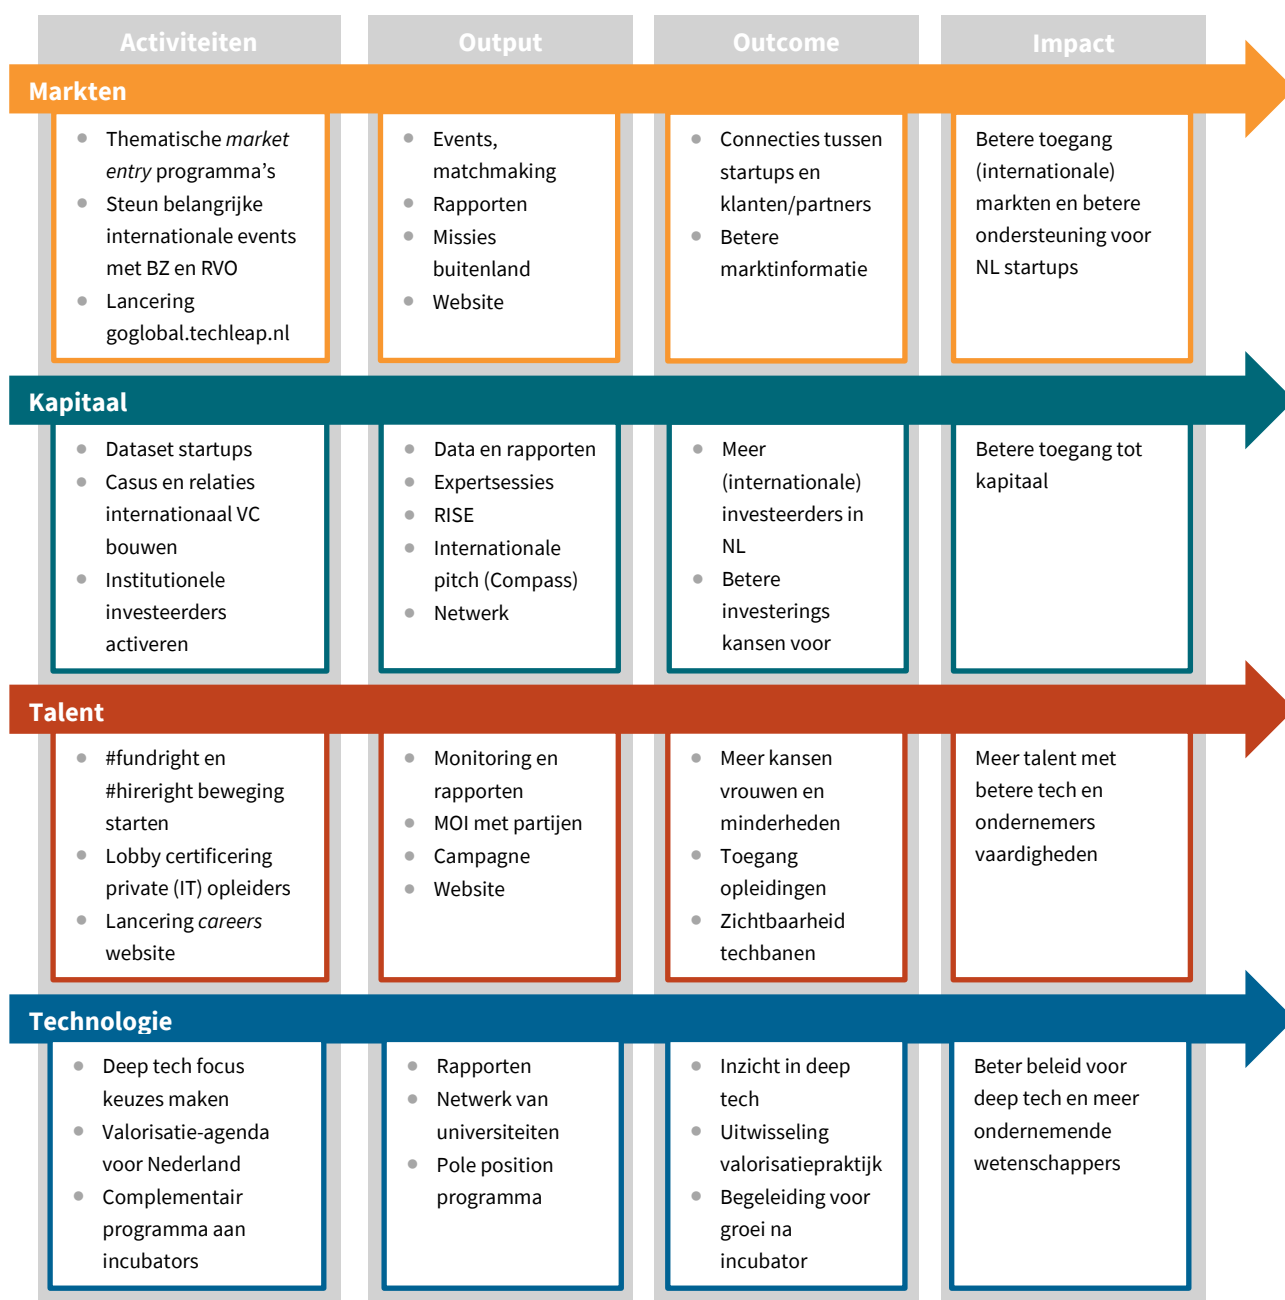 Activiteiten
Output
Outcome
Impact
Markten
Thematische market
entry programma's
Steun belangrijke
internationale events
met BZ en RVO
Lancering
goglobal.techleap.nl
Events,
matchmaking
Rapporten
Missies
buitenland
Website
Connecties tussen
startups en
klanten/partners
Betere
marktinformatie
Betere toegang
(internationale)
markten en betere
ondersteuning voor
NL startups
Kapitaal
Dataset startups
Casus en relaties
internationaal VC
bouwen
Institutionele
investeerders
activeren
Data en rapporten
Expertsessies
RISE
Internationale
pitch (Compass)
Netwerk
Meer
(internationale)
investeerders in
NL
Betere
investerings
kansen voor
Betere toegang tot
kapitaal
Talent
#fundright en
#hireright beweging
starten
Lobby certificering
private (IT) opleiders
Lancering careers
website
Monitoring en
rapporten
MOI met partijen
Campagne
Website
Meer kansen
vrouwen en
minderheden
Toegang
opleidingen
Zichtbaarheid
techbanen
Meer talent met
betere tech en
ondernemers
vaardigheden
Technologie
Deep tech focus
keuzes maken
Valorisatie-agenda
voor Nederland
Complementair
programma aan
incubators
Rapporten
Netwerk van
universiteiten
Pole position
programma
Inzicht in deep
tech
Uitwisseling
valorisatiepraktijk
Begeleiding voor
groei na
incubator
Beter beleid voor
deep tech en meer
ondernemende
wetenschappers